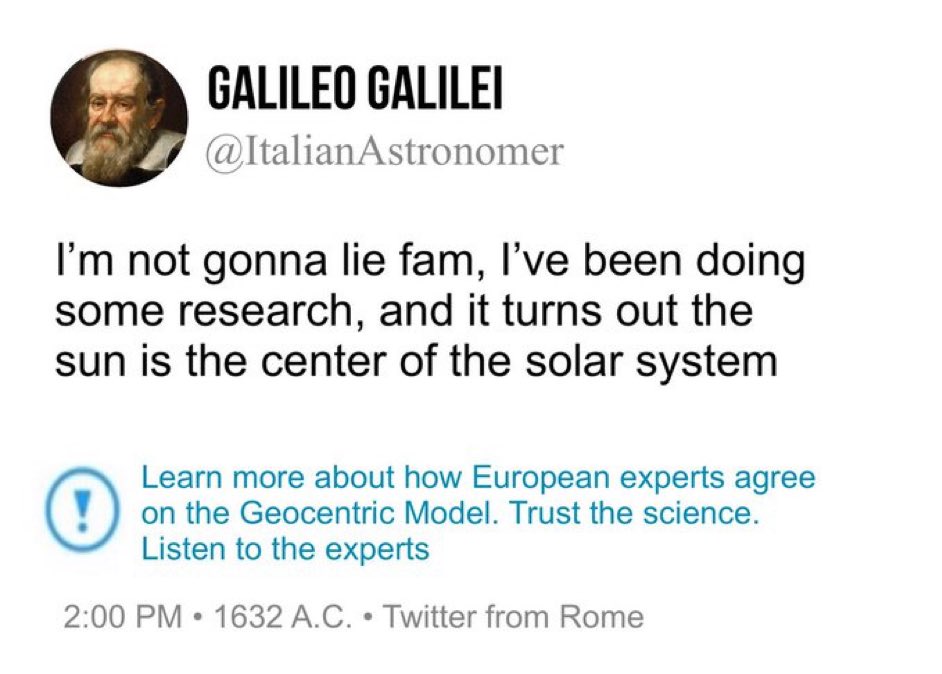 GALILEO GALILEI
@ItalianAstronomer
I’m not gonna lie fam, I’ve been doing
some research, and it turns out the
sun is the center of the solar system
Learn more about how European experts agree
on the Geocentric Model. Trust the science.
Listen to the experts
2:00 PM • 1632 A.C. • Twitter from Rome